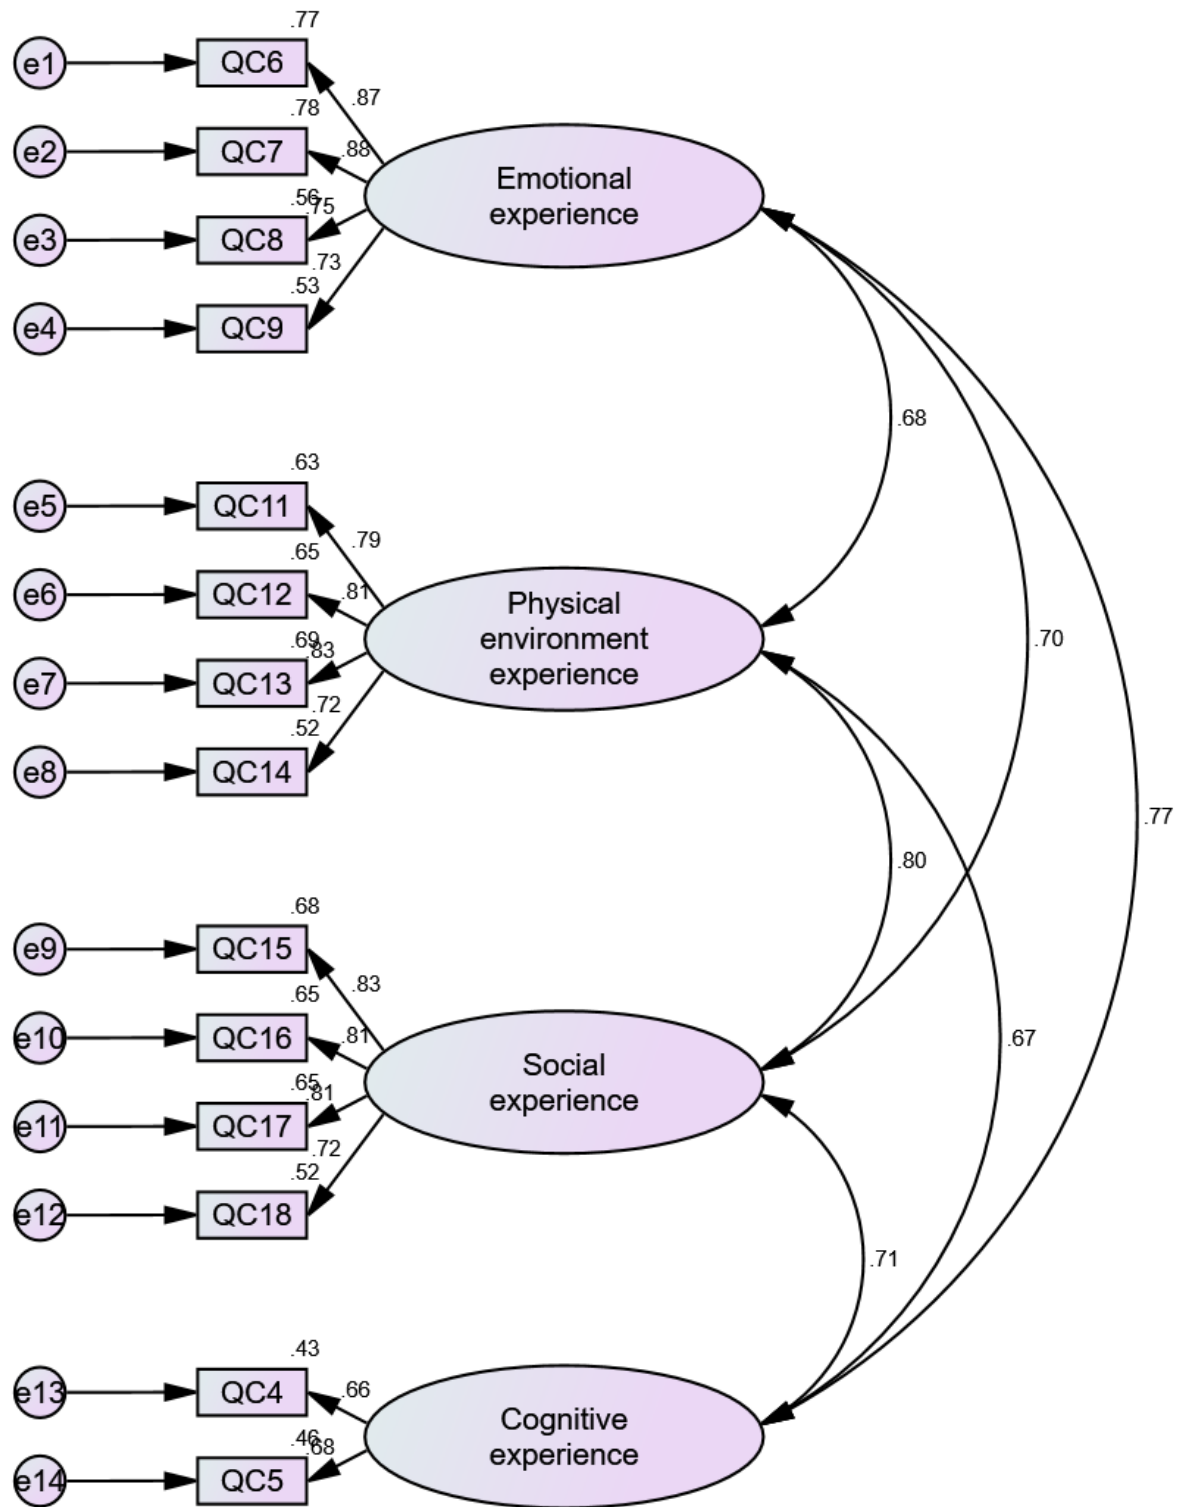 .77
e1
QC6
.87
.78
e2
QC7
.88
Emotional
experience
.56
.75
e3
QC8
.73
.53
e4
QC9
.68
.63
e5
QC11
.79
.65
e6
QC12
.81
Physical
environment
experience
.70
.69
.83
e7
QC13
.72
.52
e8
QC14
.77
.80
.68
e9
QC15
.83
.65
e10
QC16
.81
.67
Social
experience
.65
.81
e11
QC17
.72
.52
e12
QC18
.71
.43
e13
QC4
.66
Cognitive
experience
.46
.68
e14
QC5